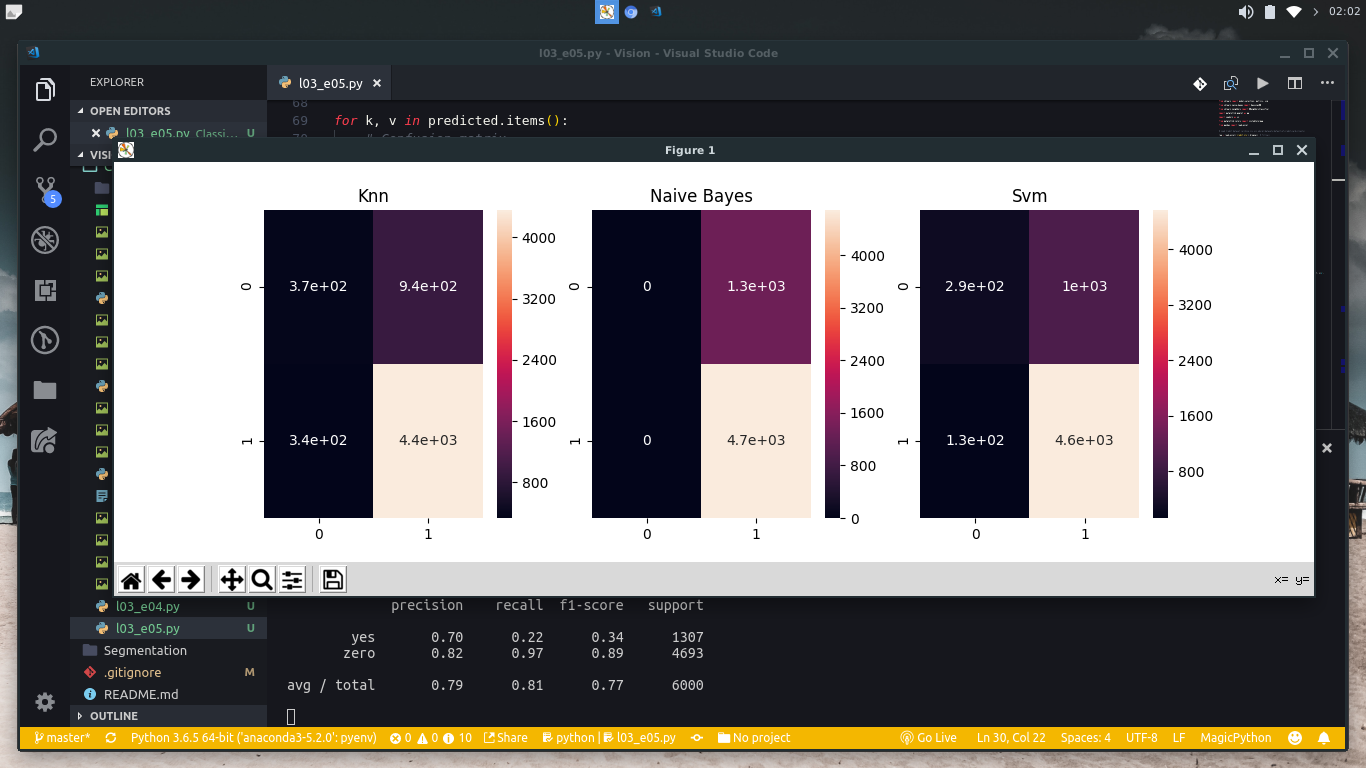 02:02
l03_e05.py - Vision - Visual Studio Code
EXPLORER
l03_e05.py
OPEN EDITORS
68
69 for k, v in predicted.items():
l03_e05.py Classi... U
# Confusion matrix
VISI
Figure 1
Knn Naive Bayes Svm
0 3.7e+02 9.4e+02
1 3.4e+02 4.4e+03
0 1
4000
3200
2400
1600
800
0 0 1.3e+03
1 0 4.7e+03
0 1
4000
3200
2400
1600
800
0
0 2.9e+02 1e+03
1 1.3e+02 4.6e+03
0 1
4000
3200
2400
1600
800
x= y=
5
l03_e04.py U
l03_e05.py U
Segmentation
.gitignore M
README.md
OUTLINE
precision recall f1-score support
yes 0.70 0.22 0.34 1307
zero 0.82 0.97 0.89 4693
avg / total 0.79 0.81 0.77 6000
master* Python 3.6.5 64-bit ('anaconda3-5.2.0': pyenv) 0 0 10 Share python | l03_e05.py No project Go Live Ln 30, Col 22 Spaces: 4 UTF-8 LF MagicPython